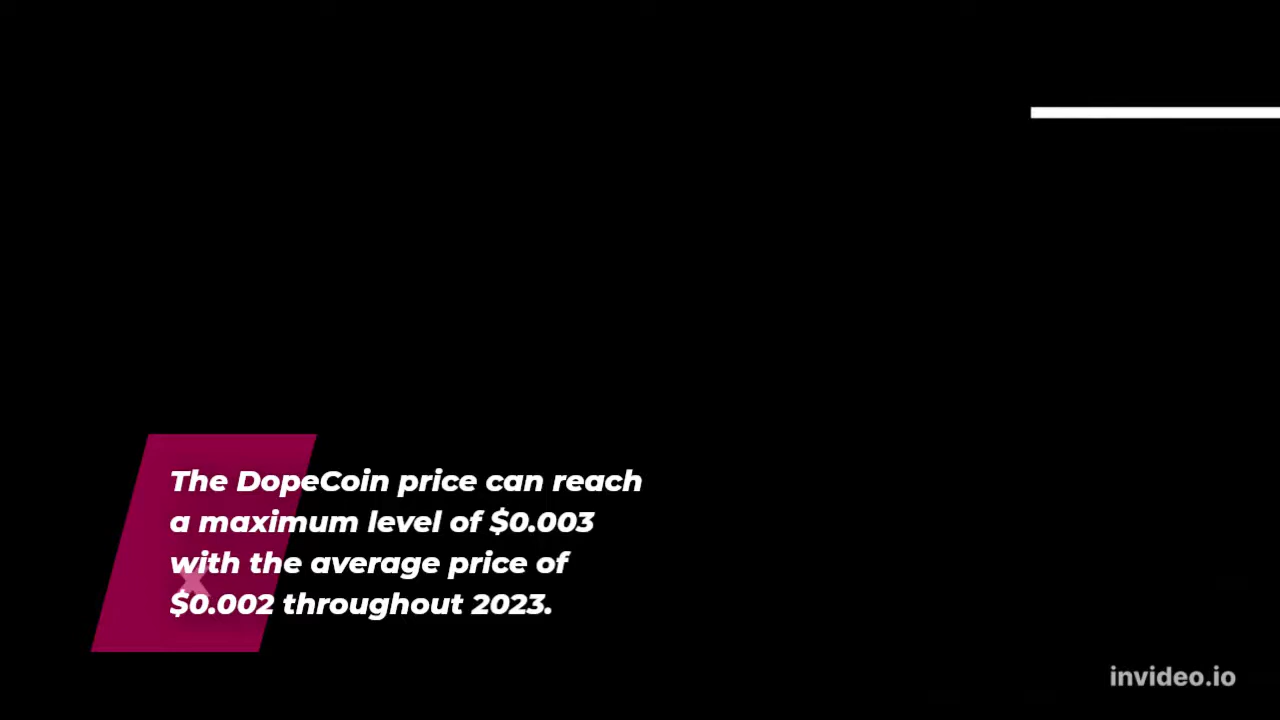 The DopeCoin price can reach
a maximum level of $0.003
with the average price of
$0.002 throughout 2023.
invideo.io